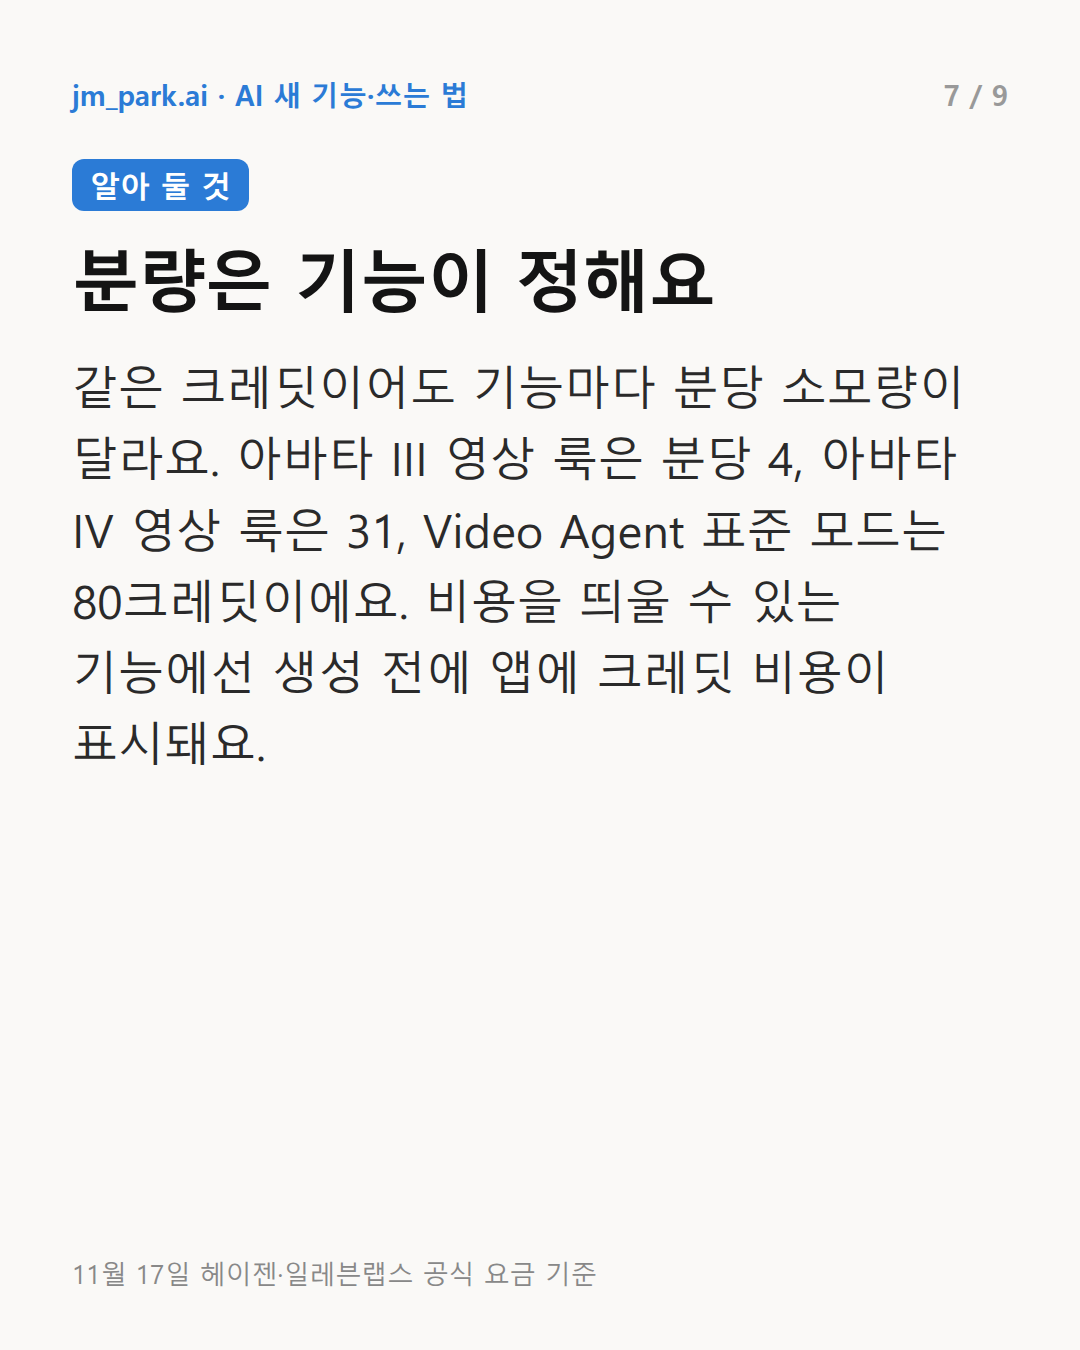 jm_park.ai · AI 새 기능·쓰는 법
7 / 9
알아 둘 것
분량은 기능이 정해요
같은 크레딧이어도 기능마다 분당 소모량이
달라요. 아바타 III 영상 룩은 분당 4, 아바타
IV 영상 룩은 31, Video Agent 표준 모드는
80크레딧이에요. 비용을 띄울 수 있는
기능에선 생성 전에 앱에 크레딧 비용이
표시돼요.
11월 17일 헤이젠·일레븐랩스 공식 요금 기준